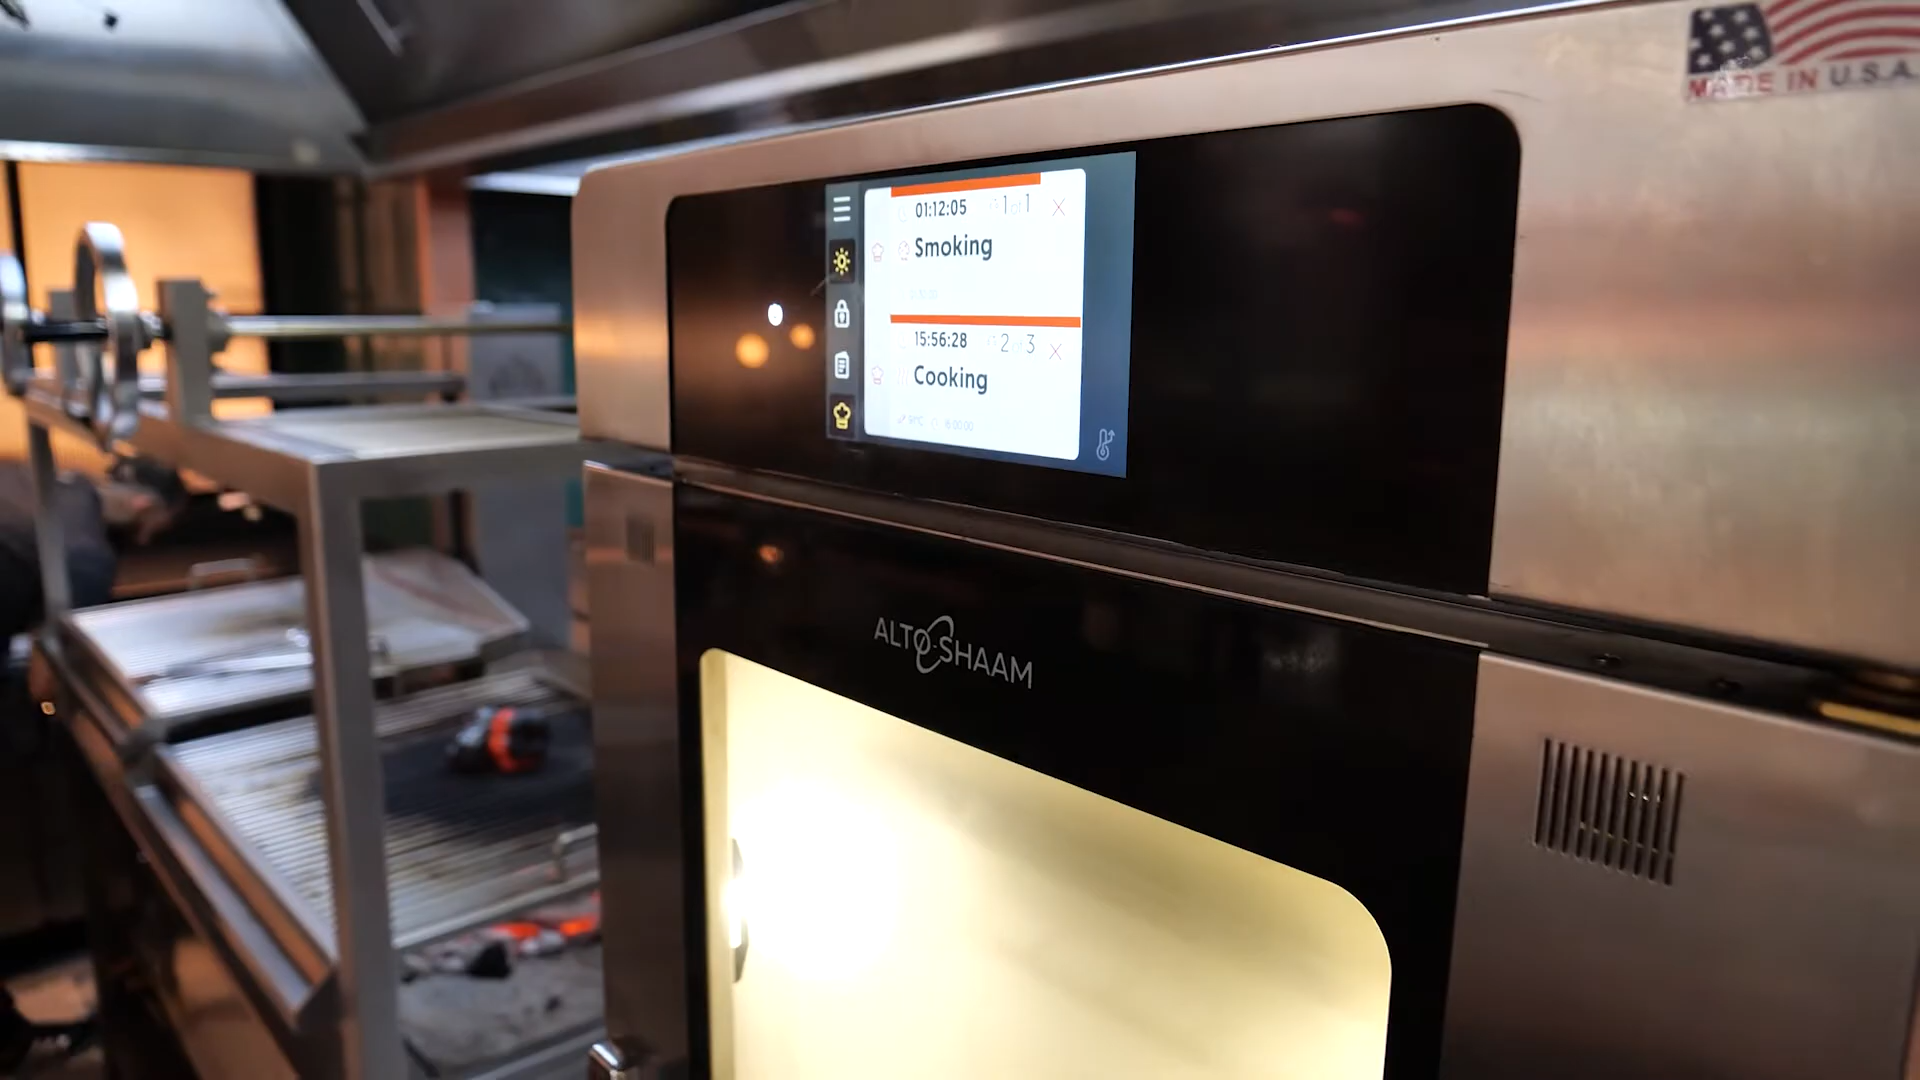 MADE IN U.S.A.
01:12:05 1 of 1
Smoking
15:56:28 2 of 3
Cooking
ALTO-SHAAM